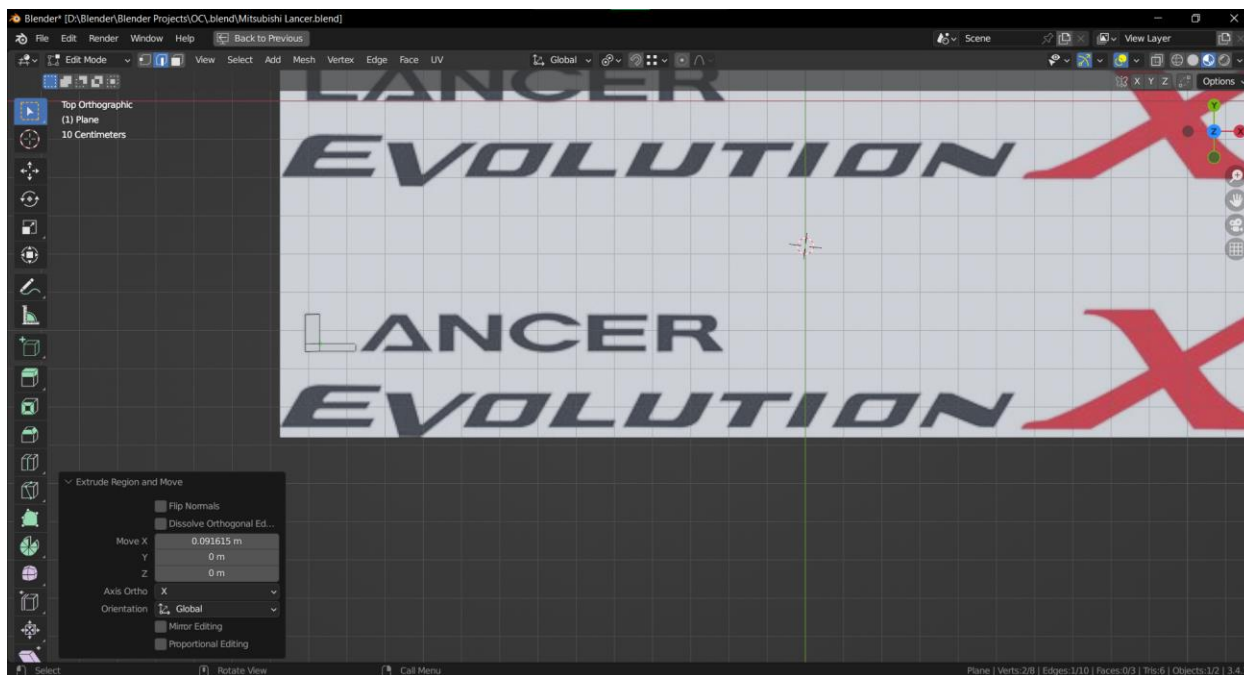 Blender* [D:\Blender\Blender Projects\OC\.blend\Mitsubishi Lancer.blend]
File Edit Render Window Help Back to Previous Scene View Layer
Edit Mode View Select Add Mesh Vertex Edge Face UV Global
X Y Z Options
Top Orthographic
(1) Plane
10 Centimeters
LANCER
EVOLUTION X
LANCER
EVOLUTION X
Y
Z X
Extrude Region and Move
Flip Normals
Dissolve Orthogonal Ed...
Move X 0.091615 m
Y 0 m
Z 0 m
Axis Ortho X
Orientation Global
Mirror Editing
Proportional Editing
Select Rotate View Call Menu Plane | Verts:2/8 | Edges:1/10 | Faces:0/3 | Tris:6 | Objects:1/2 | 3.4.